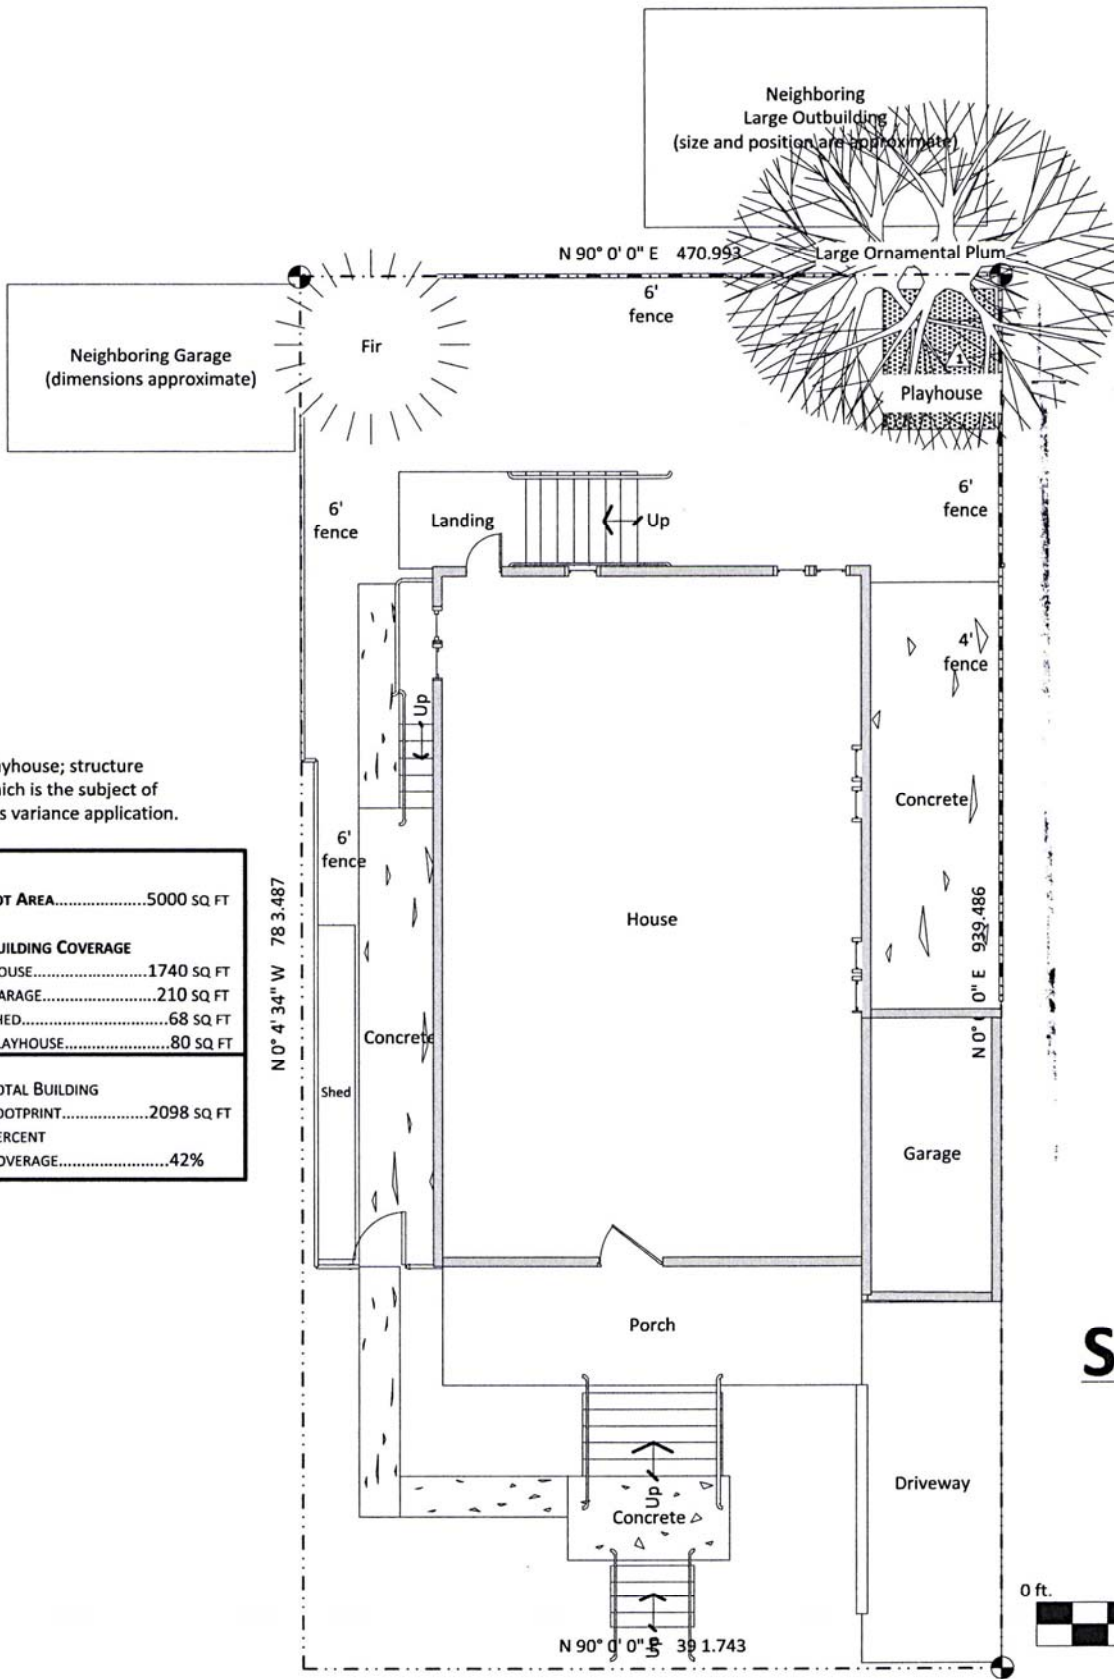 Neighboring
Large Outbuilding
(size and position are approximate)
N 90° 0' 0" E 470.993
Large Ornamental Plum
6'
fence
Fir
Neighboring Garage
(dimensions approximate)
1
Playhouse
6'
fence
6'
fence
Landing
Up
4'
fence
Up
yhouse; structure
hich is the subject of
s variance application.
Concrete
6'
fence
OT AREA...................5000 SQ FT
UILDING COVERAGE
OUSE.......................1740 SQ FT
ARAGE.......................210 SQ FT
HED.............................68 SQ FT
LAYHOUSE.....................80 SQ FT
OTAL BUILDING
OOTPRINT..................2098 SQ FT
ERCENT
OVERAGE.......................42%
N 0° 4' 34" W 783.487
House
N 0° 0" E 939.486
Concrete
Shed
Garage
Porch
S
Driveway
Up
Concrete
0 ft.
N 90° 0' 0" E 391.743
Up